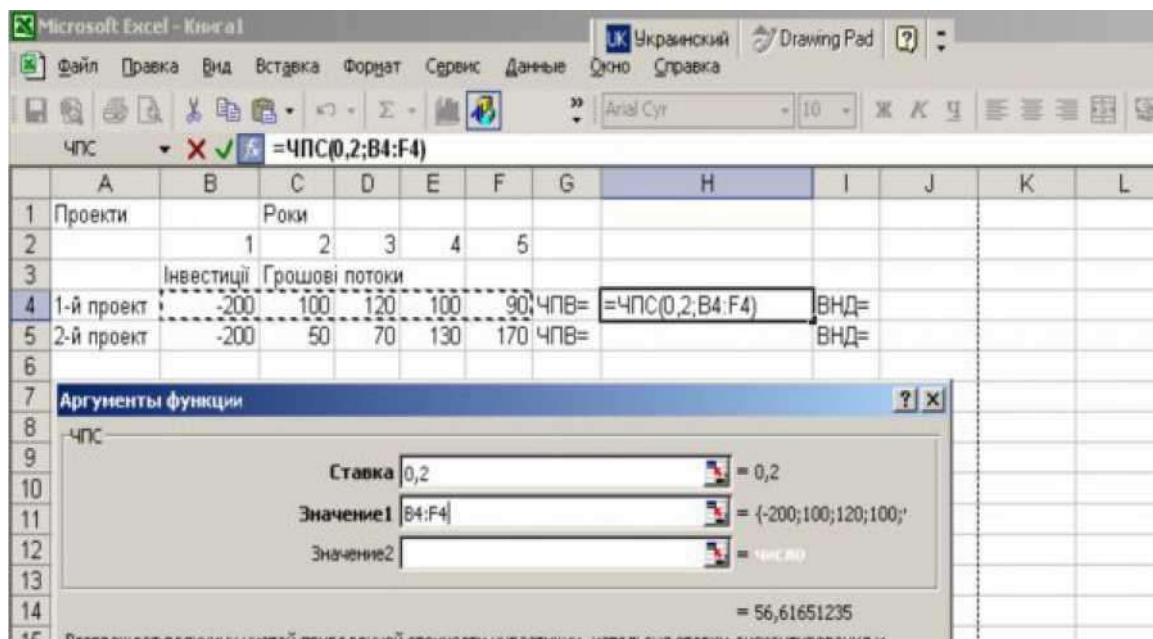 Microsoft Excel - Книга1
UK Украинский Drawing Pad
Файл Правка Вид Вставка Формат Сервис Данные Окно Справка
Arial Cyr 10 Ж К Ч
ЧПС =ЧПС(0,2;B4:F4)
A B C D E F G H I J K L
1 Проекти Роки
2 1 2 3 4 5
3 Інвестиції Грошові потоки
4 1-й проект -200 100 120 100 90 ЧПВ= =ЧПС(0,2;B4:F4) ВНД=
5 2-й проект -200 50 70 130 170 ЧПВ= ВНД=
6
7 Аргументы функции
8 ЧПС
9 Ставка 0,2 = 0,2
10
11 Значение1 B4:F4 = {-200;100;120;100;
12 Значение2 = число
13
14 = 56,61651235
15